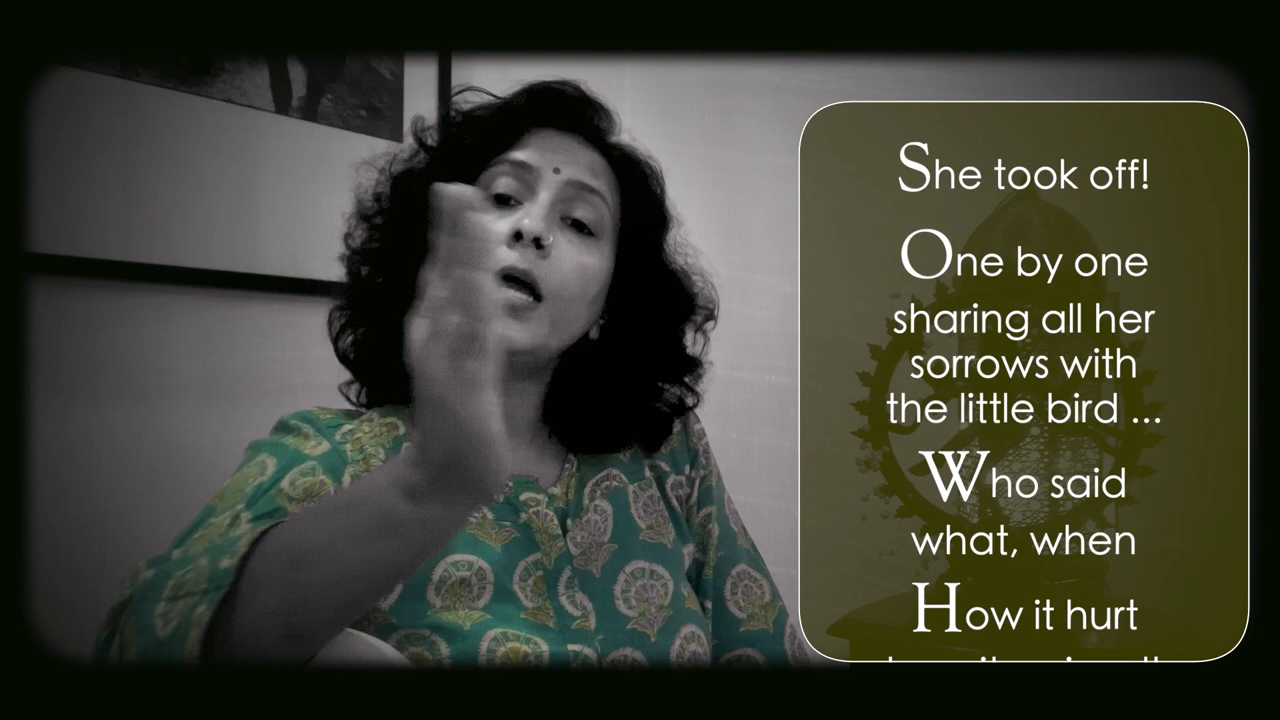 She took off!
One by one
sharing all her
sorrows with
the little bird ...
Who said
what, when
How it hurt